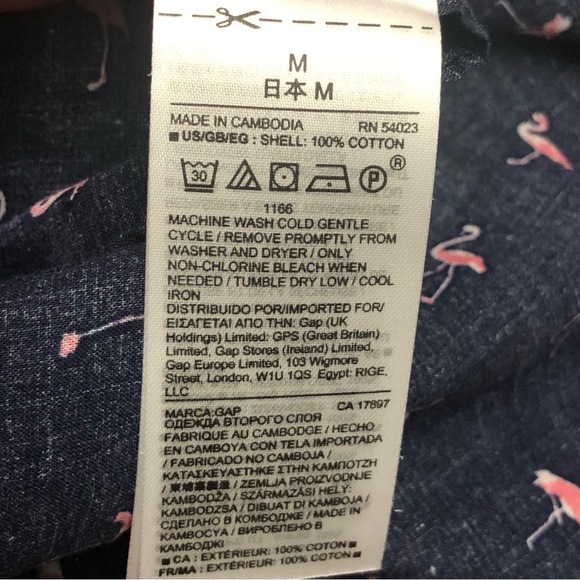 M
日本 M
MADE IN CAMBODIA RN 54023
US/GB/EG : SHELL: 100% COTTON
30 P ®
1166
MACHINE WASH COLD GENTLE
CYCLE / REMOVE PROMPTLY FROM
WASHER AND DRYER / ONLY
NON-CHLORINE BLEACH WHEN
NEEDED / TUMBLE DRY LOW / COOL
IRON
DISTRIBUIDO POR/IMPORTED FOR/
ΕΙΣΑΓΕΤΑΙ ΑΠΟ ΤΗΝ: Gap (UK
Holdings) Limited: GPS (Great Britain)
Limited, Gap Stores (Ireland) Limited,
Gap Europe Limited, 103 Wigmore
Street, London, W1U 1QS Egypt: RIGE,
LLC
MARCA:GAP CA 17897
ОДЕЖДА ВТОРОГО СЛОЯ
FABRIQUE AU CAMBODGE / HECHO
EN CAMBOYA CON TELA IMPORTADA
/ FABRICADO NO CAMBOJA /
ΚΑΤΑΣΚΕΥΑΣΤΗΚΕ ΣΤΗΝ ΚΑΜΠΟΤΖΗ
/ 柬埔寨製造 / ZEMLJA PROIZVODNJE
KAMBODŽA / SZÁRMAZÁSI HELY:
KAMBODZSA / DIBUAT DI KAMBOJA /
СДЕЛАНО В КОМБОДЖЕ / MADE IN
KAMBOÇYA / ВИРОБЛЕНО В
КАМБОДЖІ
CA : EXTÉRIEUR: 100% COTON
FR/MA : EXTÉRIEUR: 100% COTON